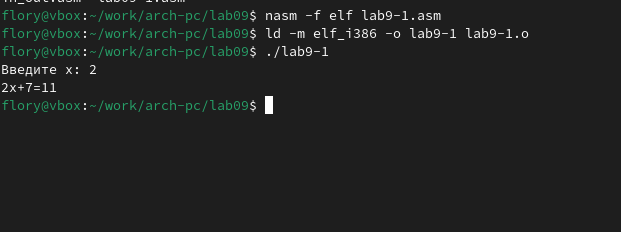 flory@vbox:~/work/arch-pc/lab09$ nasm -f elf lab9-1.asm
flory@vbox:~/work/arch-pc/lab09$ ld -m elf_i386 -o lab9-1 lab9-1.o
flory@vbox:~/work/arch-pc/lab09$ ./lab9-1
Введите x: 2
2x+7=11
flory@vbox:~/work/arch-pc/lab09$